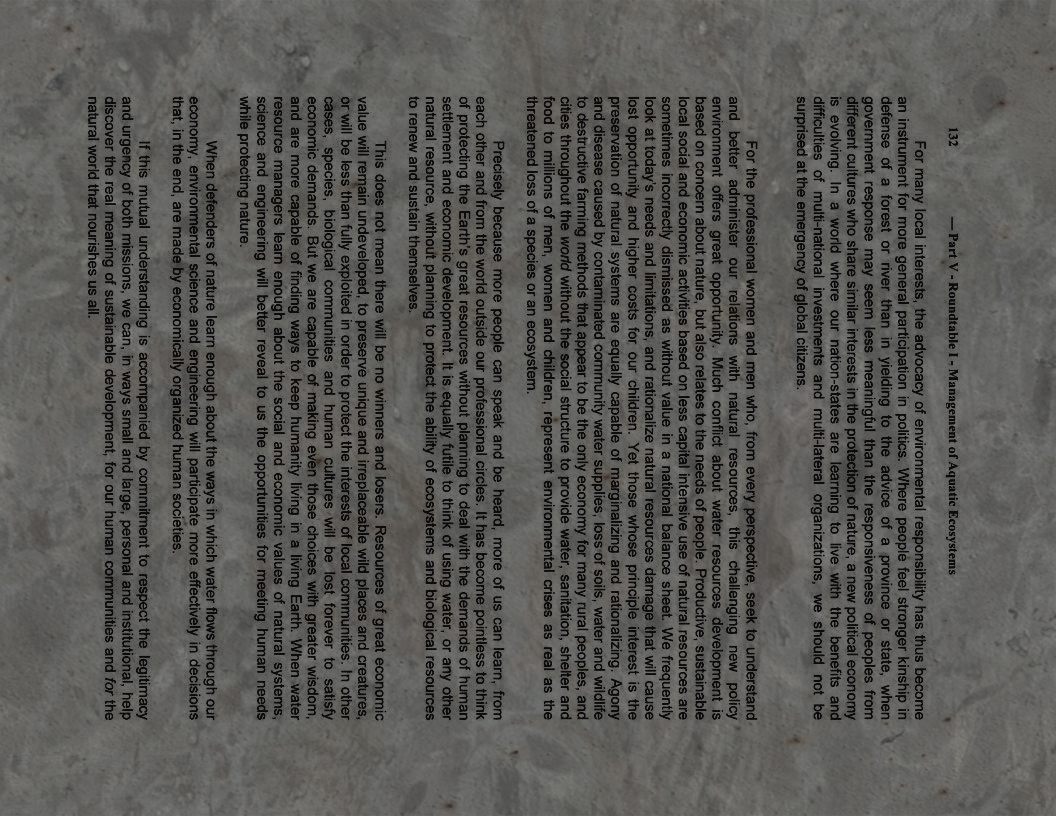 132 — Part V - Roundtable 1 - Management of Aquatic Ecosystems
For many local interests, the advocacy of environmental responsibility has thus become
an instrument for more general participation in politics. Where people feel stronger kinship in
defense of a forest or river than in yielding to the advice of a province or state, when
government response may seem less meaningful than the responsiveness of peoples from
different cultures who share similar interests in the protection of nature, a new political economy
is evolving. In a world where our nation-states are learning to live with the benefits and
difficulties of multi-national investments and multi-lateral organizations, we should not be
surprised at the emergency of global citizens.
For the professional women and men who, from every perspective, seek to understand
and better administer our relations with natural resources, this challenging new policy
environment offers great opportunity. Much conflict about water resources development is
based on concern about nature, but also relates to the needs of people. Productive, sustainable
local social and economic activities based on less capital intensive use of natural resources are
sometimes incorrectly dismissed as without value in a national balance sheet. We frequently
look at today's needs and limitations, and rationalize natural resources damage that will cause
lost opportunity and higher costs for our children. Yet those whose principle interest is the
preservation of natural systems are equally capable of marginalizing and rationalizing. Agony
and disease caused by contaminated community water supplies, loss of soils, water and wildlife
to destructive farming methods that appear to be the only economy for many rural peoples, and
cities throughout the world without the social structure to provide water, sanitation, shelter and
food to millions of men, women and children, represent environmental crises as real as the
threatened loss of a species or an ecosystem.
Precisely because more people can speak and be heard, more of us can learn, from
each other and from the world outside our professional circles. It has become pointless to think
of protecting the Earth's great resources without planning to deal with the demands of human
settlement and economic development. It is equally futile to think of using water, or any other
natural resource, without planning to protect the ability of ecosystems and biological resources
to renew and sustain themselves.
This does not mean there will be no winners and losers. Resources of great economic
value will remain undeveloped, to preserve unique and irreplaceable wild places and creatures,
or will be less than fully exploited in order to protect the interests of local communities. In other
cases, species, biological communities and human cultures will be lost forever to satisfy
economic demands. But we are capable of making even those choices with greater wisdom,
and are more capable of finding ways to keep humanity living in a living Earth. When water
resource managers learn enough about the social and economic values of natural systems,
science and engineering will better reveal to us the opportunities for meeting human needs
while protecting nature.
When defenders of nature learn enough about the ways in which water flows through our
economy, environmental science and engineering will participate more effectively in decisions
that, in the end, are made by economically organized human societies.
If this mutual understanding is accompanied by commitment to respect the legitimacy
and urgency of both missions, we can, in ways small and large, personal and institutional, help
discover the real meaning of sustainable development, for our human communities and for the
natural world that nourishes us all.